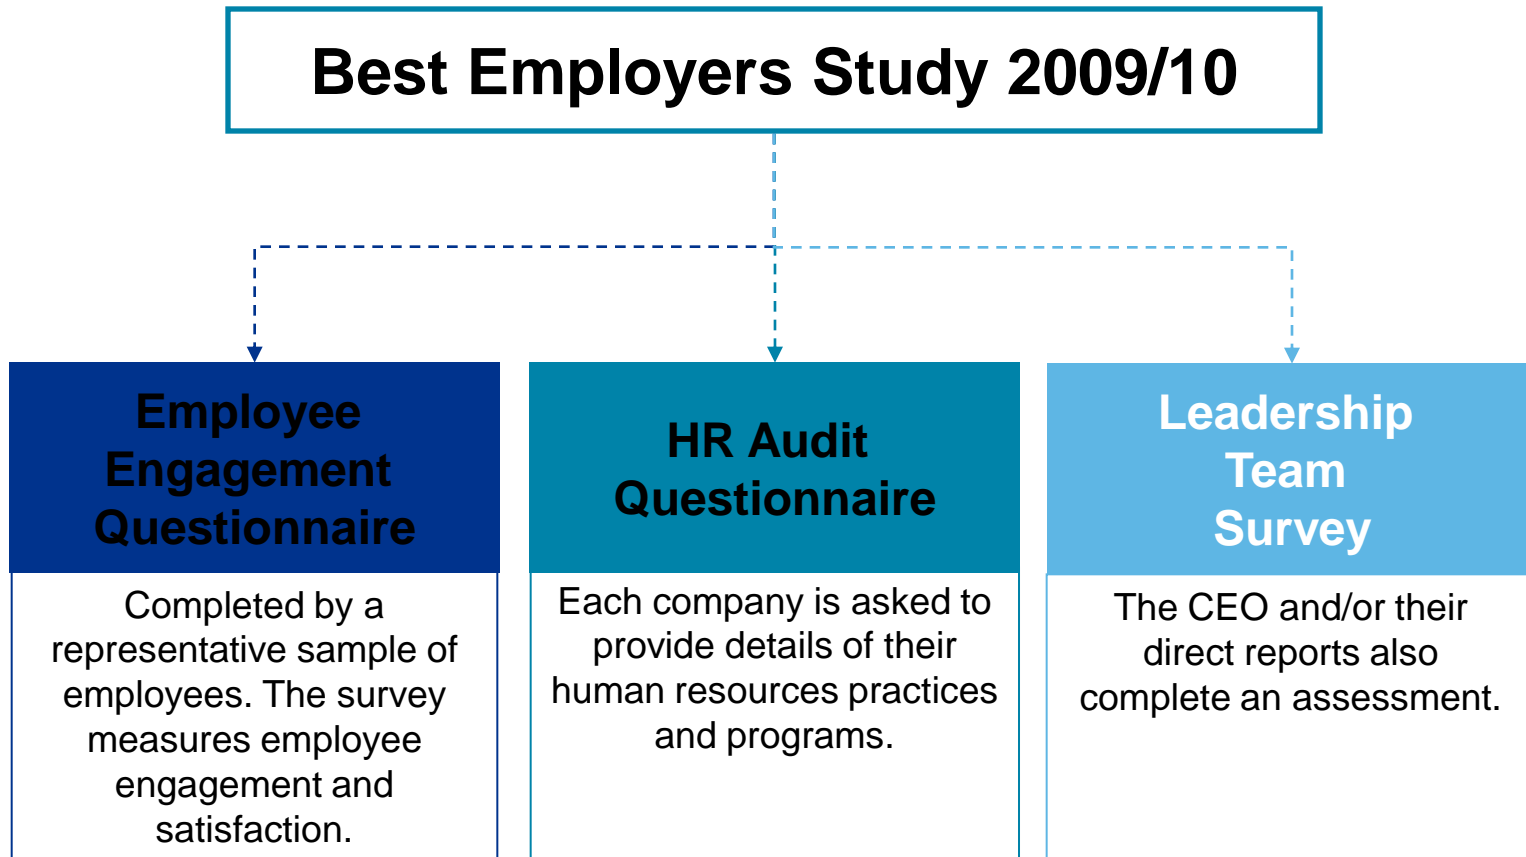 Best Employers Study 2009/10
Employee
Engagement
Questionnaire
Completed by a
representative sample of
employees. The survey
measures employee
engagement and
satisfaction.
HR Audit
Questionnaire
Each company is asked to
provide details of their
human resources practices
and programs.
Leadership
Team
Survey
The CEO and/or their
direct reports also
complete an assessment.